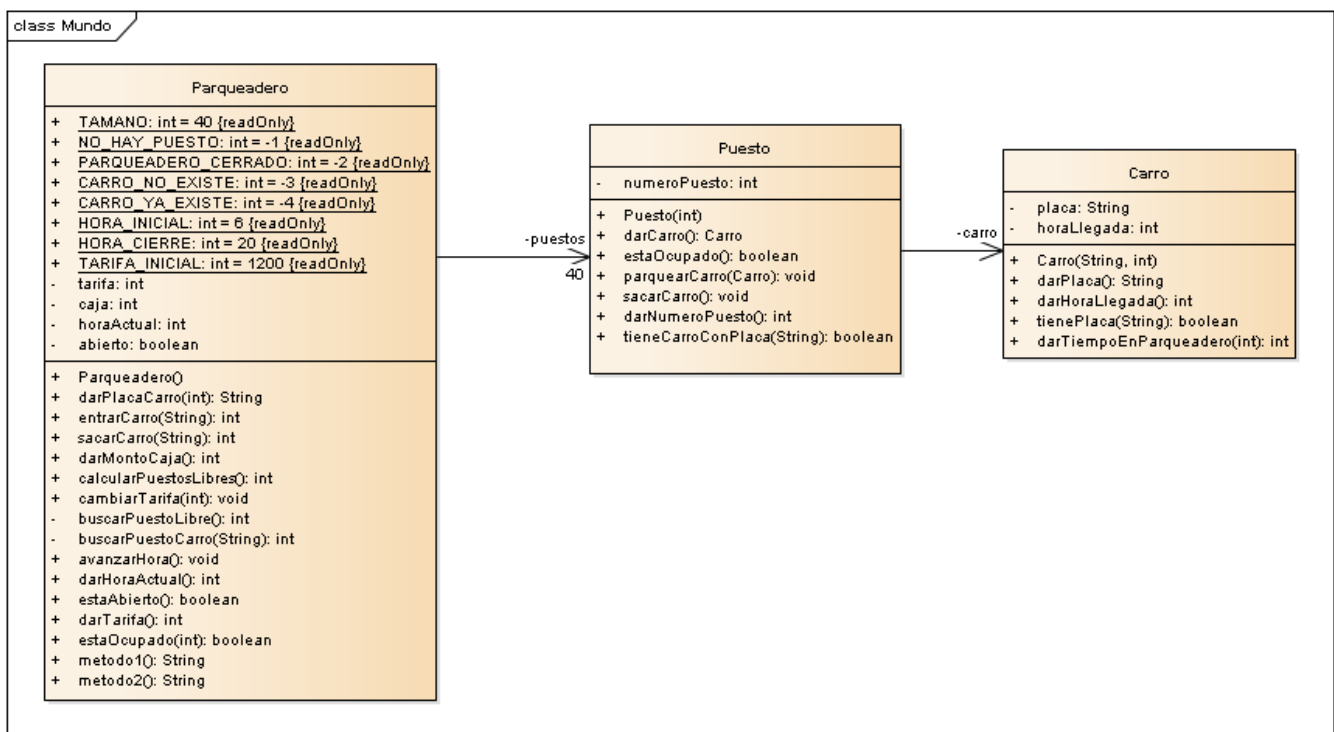 class Mundo
Parqueadero
+ TAMANO: int = 40 {readOnly}
+ NO_HAY_PUESTO: int = -1 {readOnly}
+ PARQUEADERO_CERRADO: int = -2 {readOnly}
+ CARRO_NO_EXISTE: int = -3 {readOnly}
+ CARRO_YA_EXISTE: int = -4 {readOnly}
+ HORA_INICIAL: int = 6 {readOnly}
+ HORA_CIERRE: int = 20 {readOnly}
+ TARIFA_INICIAL: int = 1200 {readOnly}
- tarifa: int
- caja: int
- horaActual: int
- abierto: boolean
+ Parqueadero()
+ darPlacaCarro(int): String
+ entrarCarro(String): int
+ sacarCarro(String): int
+ darMontoCaja(): int
+ calcularPuestosLibres(): int
+ cambiarTarifa(int): void
- buscarPuestoLibre(): int
- buscarPuestoCarro(String): int
+ avanzarHora(): void
+ darHoraActual(): int
+ estaAbierto(): boolean
+ darTarifa(): int
+ estaOcupado(int): boolean
+ metodo1(): String
+ metodo2(): String
-puestos
40
Puesto
- numeroPuesto: int
+ Puesto(int)
+ darCarro(): Carro
+ estaOcupado(): boolean
+ parquearCarro(Carro): void
+ sacarCarro(): void
+ darNumeroPuesto(): int
+ tieneCarroConPlaca(String): boolean
-carro
Carro
- placa: String
- horaLlegada: int
+ Carro(String, int)
+ darPlaca(): String
+ darHoraLlegada(): int
+ tienePlaca(String): boolean
+ darTiempoEnParqueadero(int): int